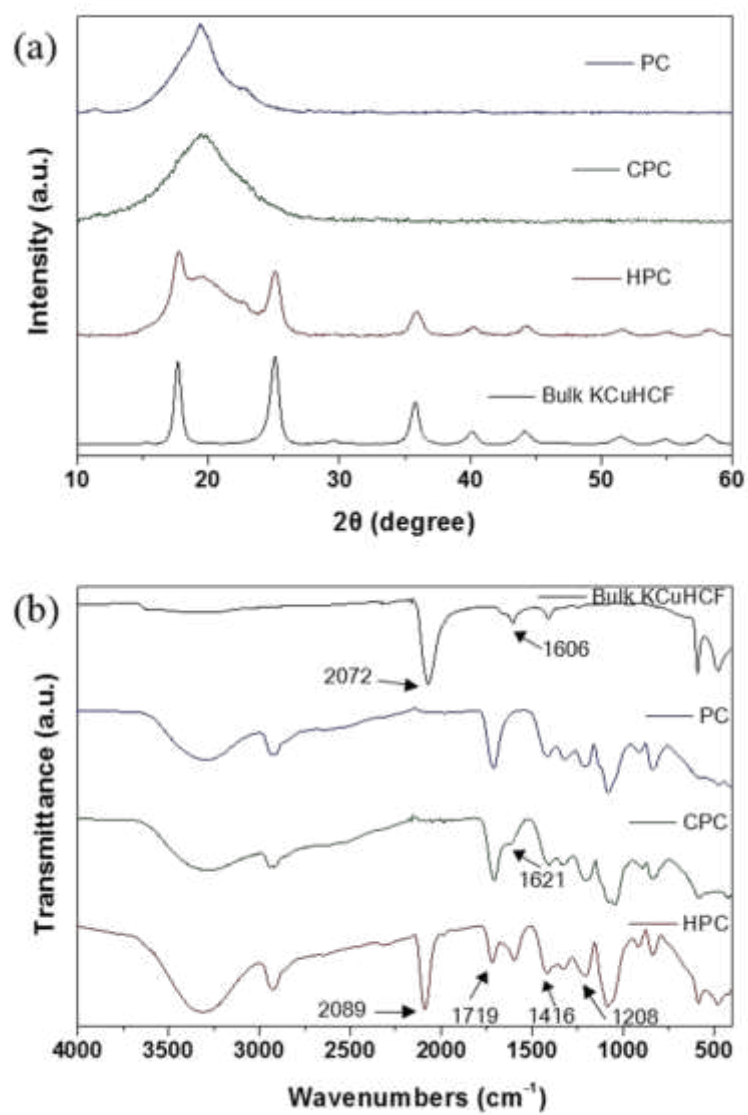 (a)
PC
CPC
HPC
Bulk KCuHCF
Intensity (a.u.)
10 20 30 40 50 60
2θ (degree)
(b)
Bulk KCuHCF
1606
2072
PC
CPC
1621
HPC
2089 1719 1416 1208
Transmittance (a.u.)
4000 3500 3000 2500 2000 1500 1000 500
Wavenumbers (cm⁻¹)